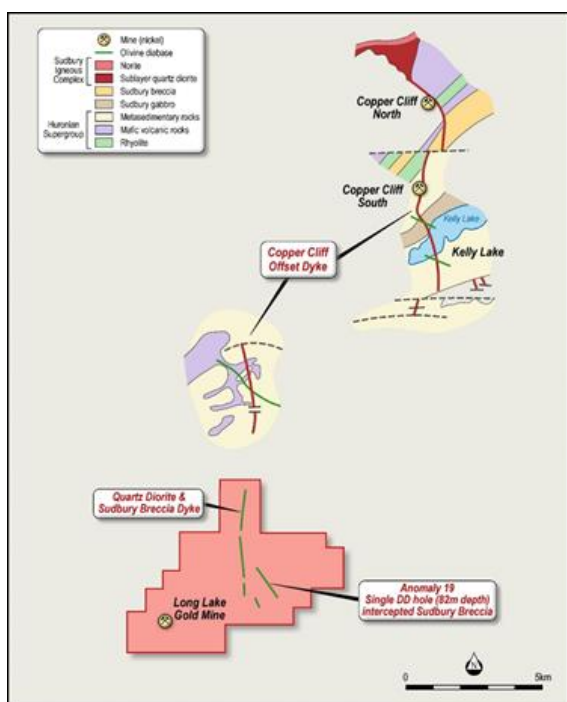 Mine (nickel)
Olivine diabase
Sudbury
Igneous
Complex
Norite
Sublayer quartz diorite
Sudbury breccia
Sudbury gabbro
Huronian
Supergroup
Metasedimentary rocks
Mafic volcanic rocks
Rhyolite
Copper Cliff
North
Copper Cliff
South
Kelly Lake
Kelly Lake
Copper Cliff
Offset Dyke
Quartz Diorite &
Sudbury Breccia Dyke
Long Lake
Gold Mine
Anomaly 19
Single DD hole (82m depth)
intercepted Sudbury Breccia
0
5km